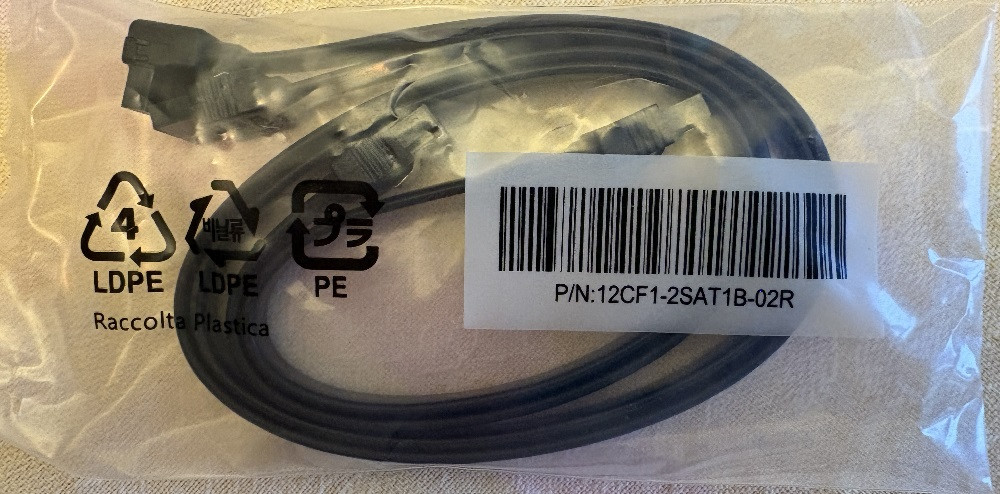 4
LDPE
비닐류
LDPE
プラ
PE
Raccolta Plastica
P/N:12CF1-2SAT1B-02R